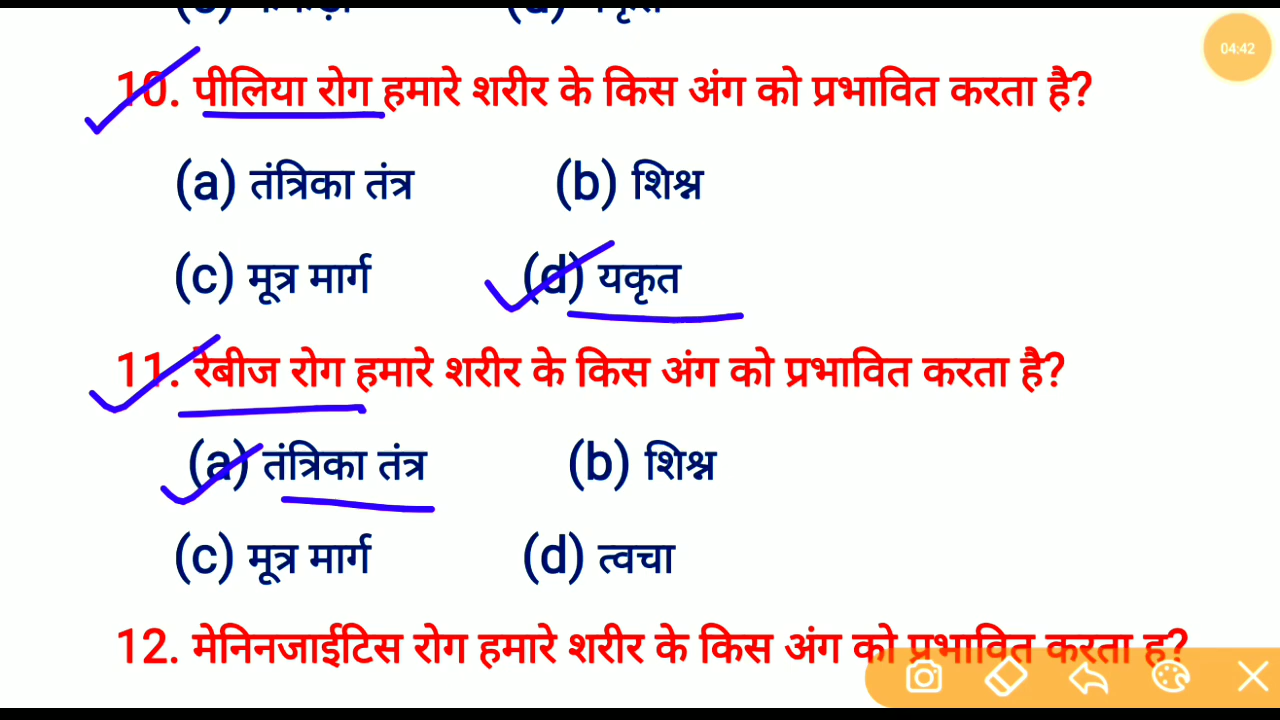 04:42
10. पीलिया रोग हमारे शरीर के किस अंग को प्रभावित करता है?
(a) तंत्रिका तंत्र (b) शिश्न
(c) मूत्र मार्ग (d) यकृत
11. रेबीज रोग हमारे शरीर के किस अंग को प्रभावित करता है?
(a) तंत्रिका तंत्र (b) शिश्न
(c) मूत्र मार्ग (d) त्वचा
12. मेनिनजाईटिस रोग हमारे शरीर के किस अंग को प्रभावित करता है?